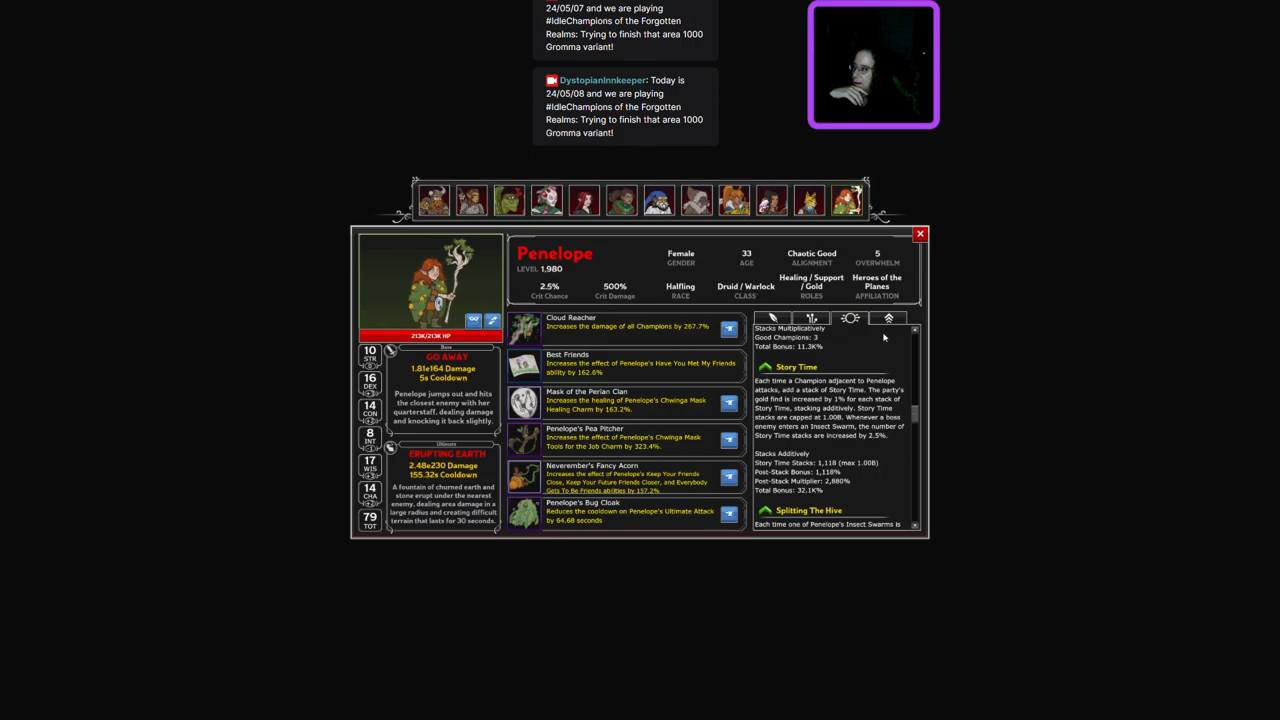 24/05/07 and we are playing
#IdleChampions of the Forgotten
Realms: Trying to finish that area 1000
Gromma variant!
DystopianInnkeeper: Today is
24/05/08 and we are playing
#IdleChampions of the Forgotten
Realms: Trying to finish that area 1000
Gromma variant!
Penelope
LEVEL 1,980
Female
GENDER
33
AGE
Chaotic Good
ALIGNMENT
5
OVERWHELM
2.5%
Crit Chance
500%
Crit Damage
Halfling
RACE
Druid / Warlock
CLASS
Healing / Support
/ Gold
ROLES
Heroes of the
Planes
AFFILIATION
213K/213K HP
10
STR
(0)
16
DEX
(+3)
14
CON
(+2)
8
INT
(-1)
17
WIS
(+3)
14
CHA
(+2)
79
TOT
Base
GO AWAY
1.81e164 Damage
5s Cooldown
Penelope jumps out and hits
the closest enemy with her
quarterstaff, dealing damage
and knocking it back slightly.
Ultimate
ERUPTING EARTH
2.48e230 Damage
155.32s Cooldown
A fountain of churned earth and
stone erupt under the nearest
enemy, dealing area damage in a
large radius and creating difficult
terrain that lasts for 30 seconds.
Cloud Reacher
Increases the damage of all Champions by 267.7%
Best Friends
Increases the effect of Penelope's Have You Met My Friends
ability by 162.6%
Mask of the Perian Clan
Increases the healing of Penelope's Chwinga Mask
Healing Charm by 163.2%.
Penelope's Pea Pitcher
Increases the effect of Penelope's Chwinga Mask
Tools for the Job Charm by 323.4%.
Neverember's Fancy Acorn
Increases the effect of Penelope's Keep Your Friends
Close, Keep Your Future Friends Closer, and Everybody
Gets To Be Friends abilities by 157.2%
Penelope's Bug Cloak
Reduces the cooldown on Penelope's Ultimate Attack
by 64.68 seconds
Stacks Multiplicatively
Good Champions: 3
Total Bonus: 11.3K%
Story Time
Each time a Champion adjacent to Penelope
attacks, add a stack of Story Time. The party's
gold find is increased by 1% for each stack of
Story Time, stacking additively. Story Time
stacks are capped at 1.00B. Whenever a boss
enemy enters an Insect Swarm, the number of
Story Time stacks are increased by 2.5%.
Stacks Additively
Story Time Stacks: 1,118 (max 1.00B)
Post-Stack Bonus: 1,118%
Post-Stack Multiplier: 2,880%
Total Bonus: 32.1K%
Splitting The Hive
Each time one of Penelope's Insect Swarms is